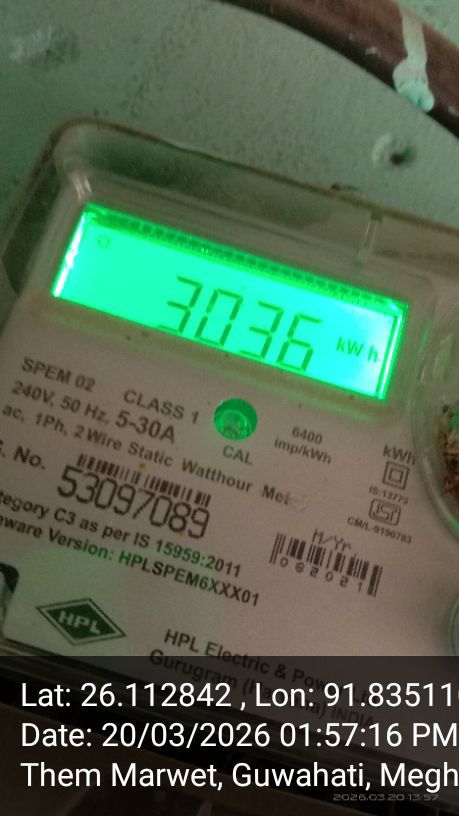 3036 kWh
SPEM 02 CLASS 1
240V, 50 Hz, 5-30A
6400
imp/kWh
kWh
ac, 1Ph, 2Wire Static Watthour
CAL
IS:13779
S. No.
53097089
CM/L-9196783
tegory C3 as per IS 15959:2011
ware Version: HPLSPEM6XXX01
M/Yr.
062021
HPL
HPL Electric &
Gurugram
Lat: 26.112842 , Lon: 91.83511
Date: 20/03/2026 01:57:16 PM
Them Marwet, Guwahati, Megh
2026.03.20 13:57